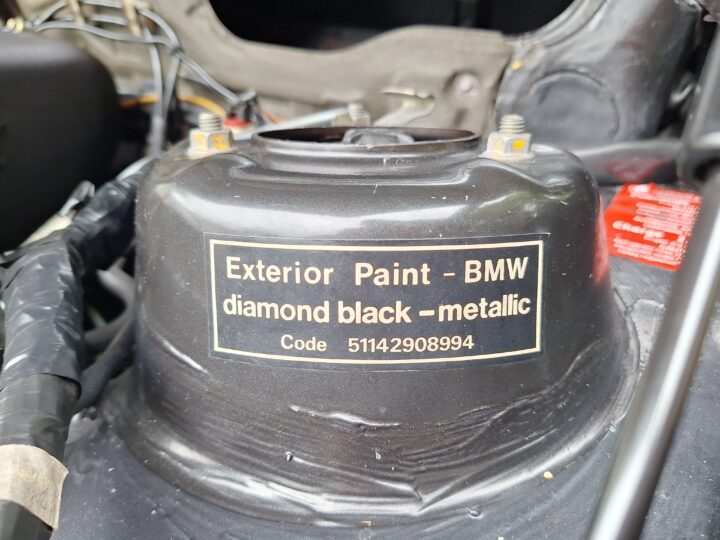 Exterior Paint - BMW
diamond black - metallic
Code 51142908994